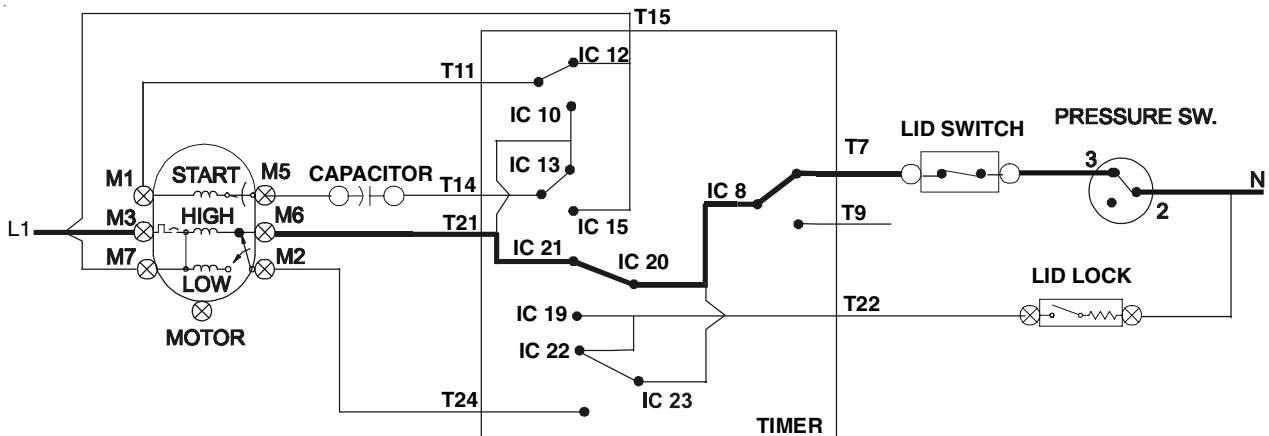 T15
IC 12
T11
IC 10
LID SWITCH
PRESSURE SW.
T7
M1
START
M5
CAPACITOR
T14
IC 13
IC 8
3
N
M3
HIGH
M6
L1
T21
IC 15
T9
2
M7
LOW
M2
IC 21
IC 20
LID LOCK
MOTOR
IC 19
T22
IC 22
T24
IC 23
TIMER